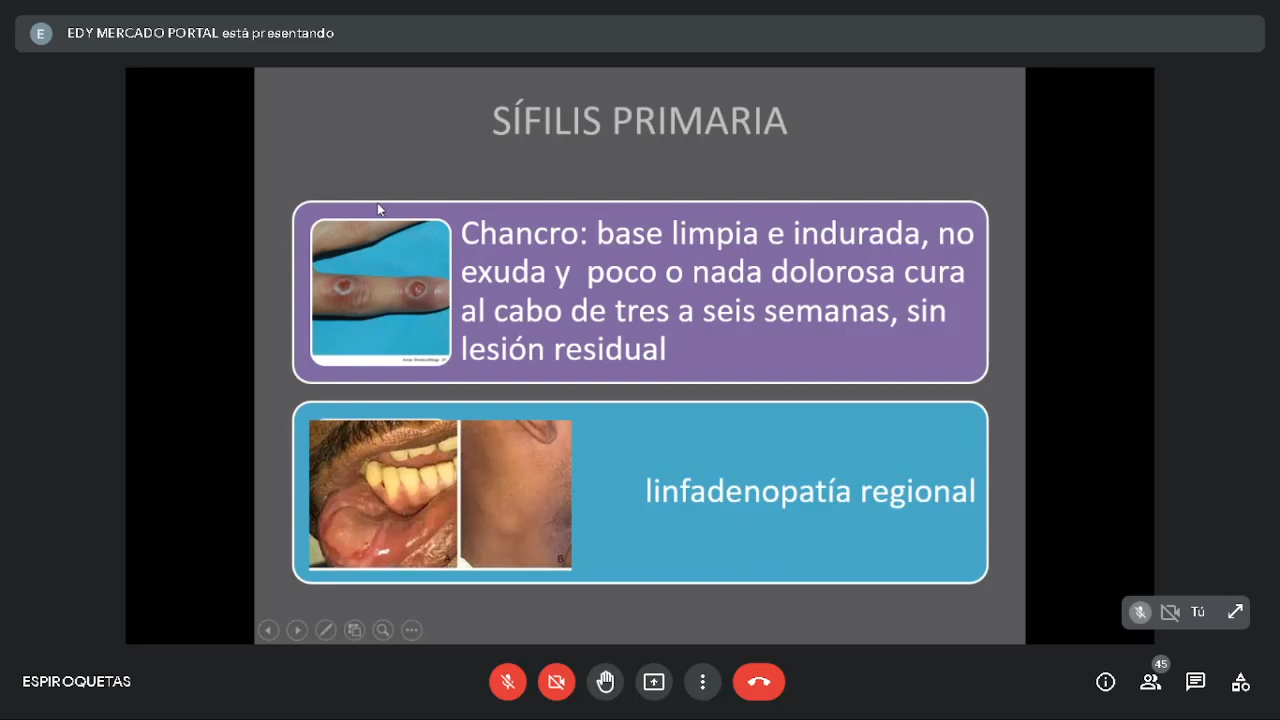 E
EDY MERCADO PORTAL está presentando
SÍFILIS PRIMARIA
Chancro: base limpia e indurada, no
exuda y poco o nada dolorosa cura
al cabo de tres a seis semanas, sin
lesión residual
linfadenopatía regional
B
Tú
ESPIROQUETAS
45